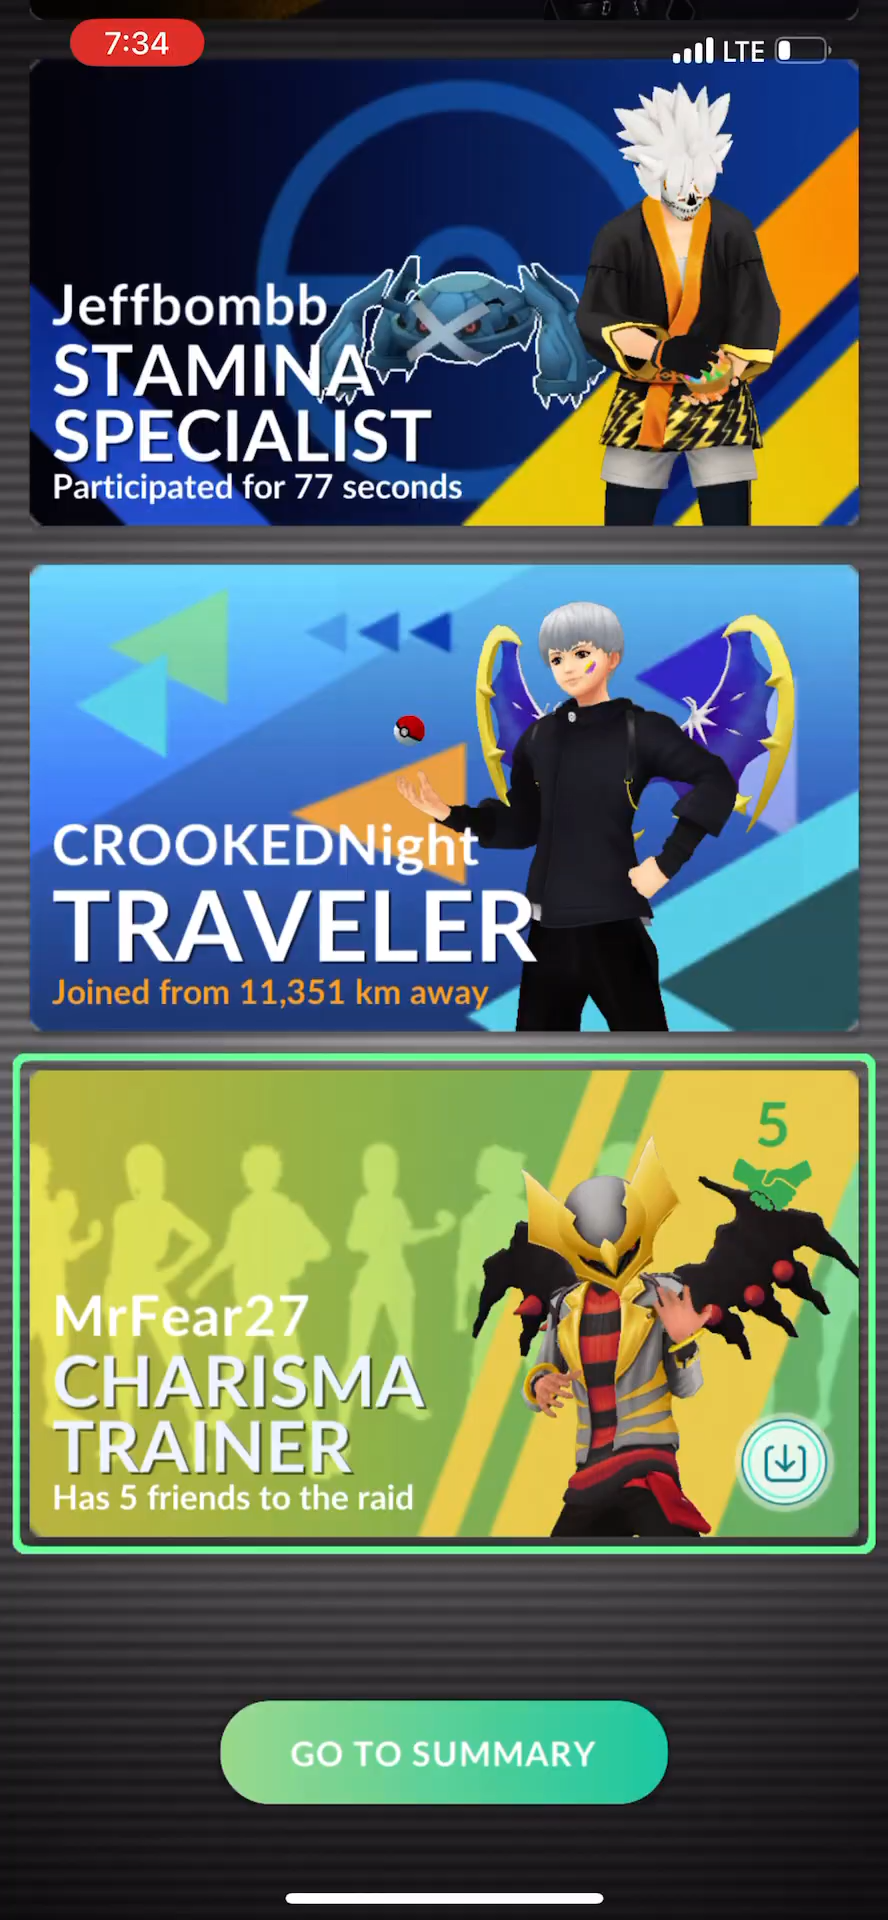 7:34
LTE
Jeffbombb
STAMINA
SPECIALIST
Participated for 77 seconds
CROOKEDNight
TRAVELER
Joined from 11,351 km away
5
MrFear27
CHARISMA
TRAINER
Has 5 friends to the raid
GO TO SUMMARY